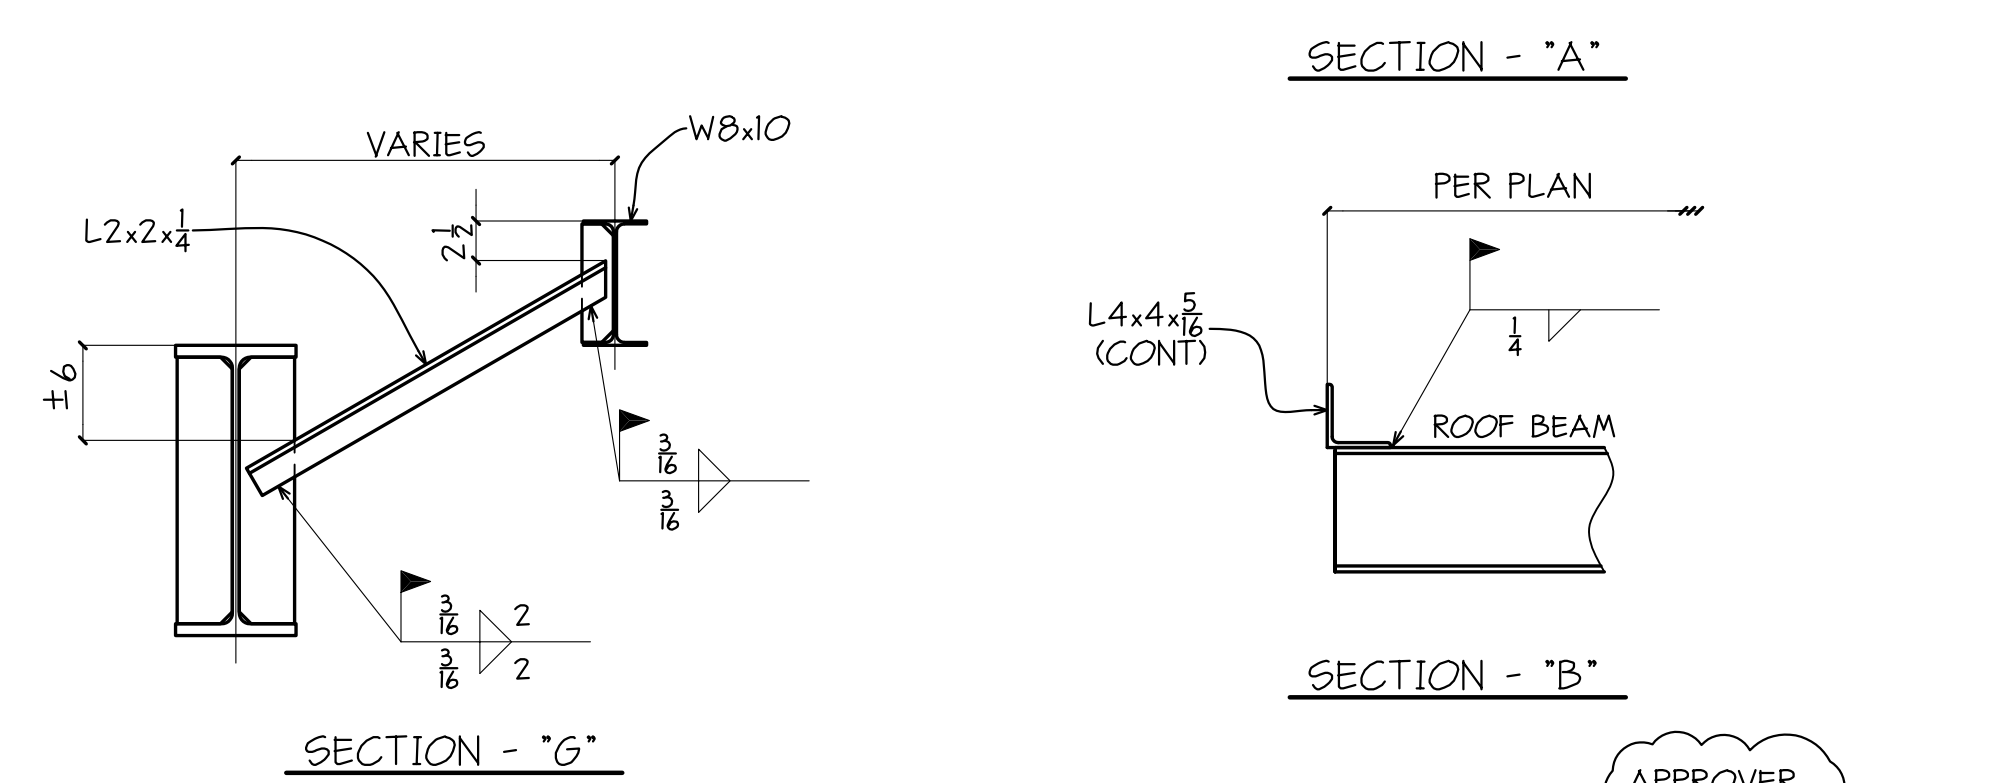 SECTION - "A"
VARIES
W8x10
L2x2x1/4
2 1/2
±6
3/16
3/16
3/16 2
3/16 2
SECTION - "G"
PER PLAN
L4x4x5/16
(CONT)
1/4
ROOF BEAM
SECTION - "B"